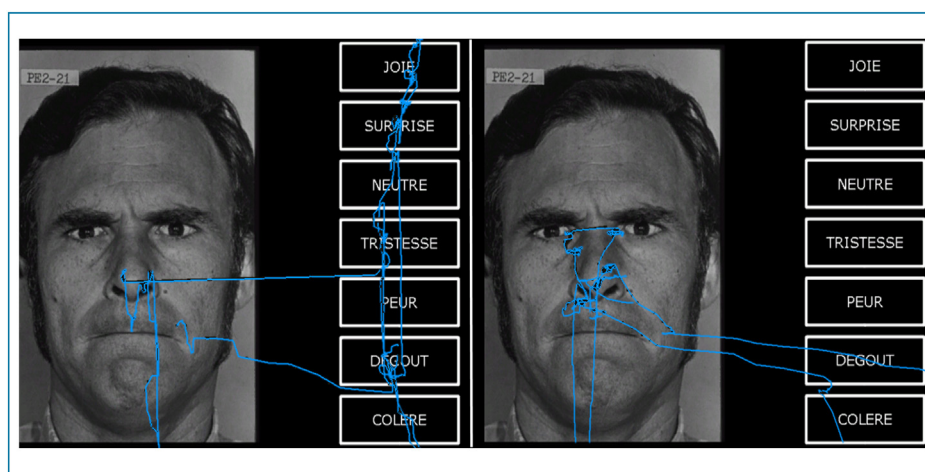 PE2-21
JOIE
SURPRISE
NEUTRE
TRISTESSE
PEUR
DEGOUT
COLERE
PE2-21
JOIE
SURPRISE
NEUTRE
TRISTESSE
PEUR
DEGOUT
COLERE